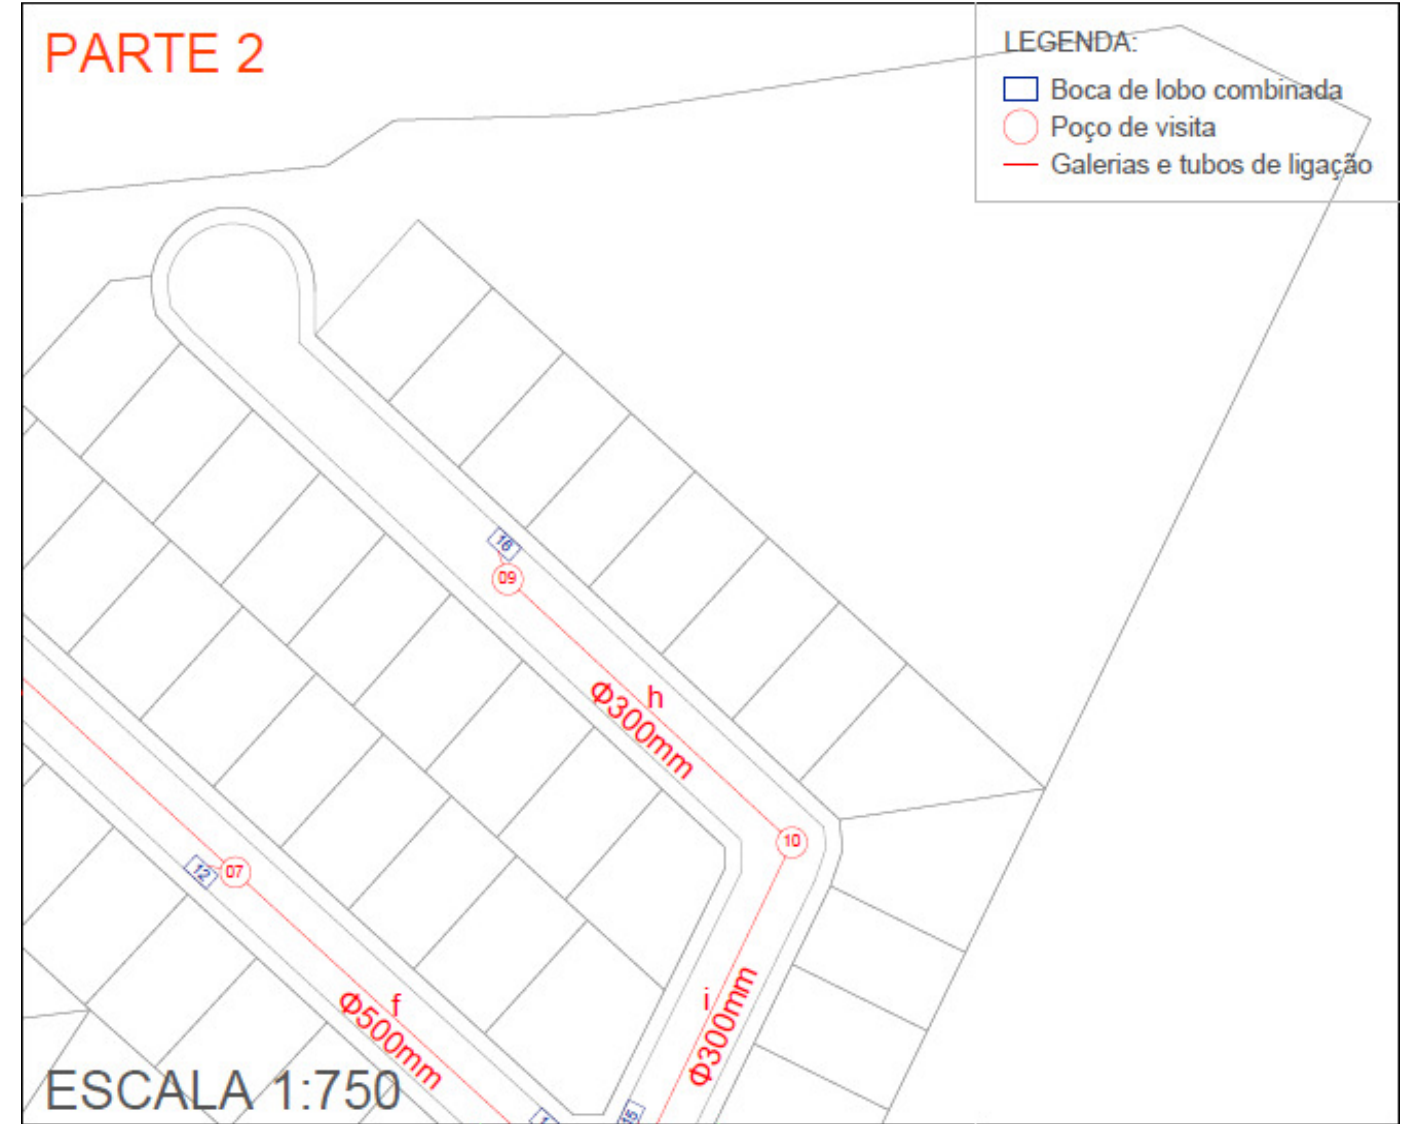 PARTE 2
LEGENDA:
Boca de lobo combinada
Poço de visita
Galerias e tubos de ligação
16
09
h
Φ300mm
10
12
07
i
Φ300mm
f
Φ500mm
15
ESCALA 1:750